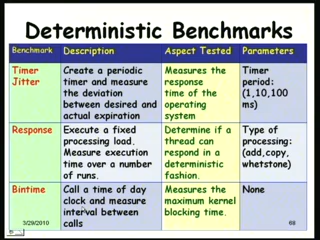 Deterministic Benchmarks
Benchmark Description Aspect Tested Parameters
Timer Jitter
Create a periodic
timer and measure
the deviation
between desired and
actual expiration
Measures the
response
time of the
operating
system
Timer
period:
(1,10,100
ms)
Response
Execute a fixed
processing load.
Measure execution
time over a number
of runs.
Determine if a
thread can
respond in a
deterministic
fashion.
Type of
processing:
(add,copy,
whetstone)
Bintime
Call a time of day
clock and measure
interval between
calls
Measures the
maximum kernel
blocking time.
None
3/29/2010
68